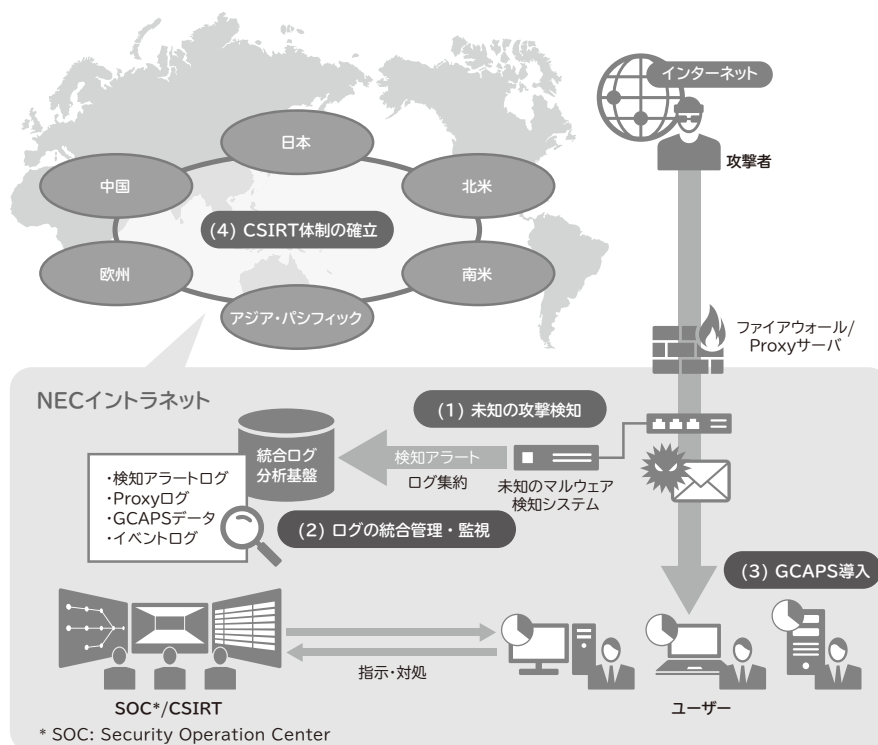 インターネット
攻撃者
日本
中国
北米
(4) CSIRT体制の確立
欧州
南米
アジア・パシフィック
ファイアウォール/
Proxyサーバ
NECイントラネット
(1) 未知の攻撃検知
統合ログ
分析基盤
検知アラート
ログ集約
未知のマルウェア
検知システム
・検知アラートログ
・Proxyログ
・GCAPSデータ
・イベントログ
(2) ログの統合管理・監視
(3) GCAPS導入
指示・対処
SOC*/CSIRT
ユーザー
* SOC: Security Operation Center